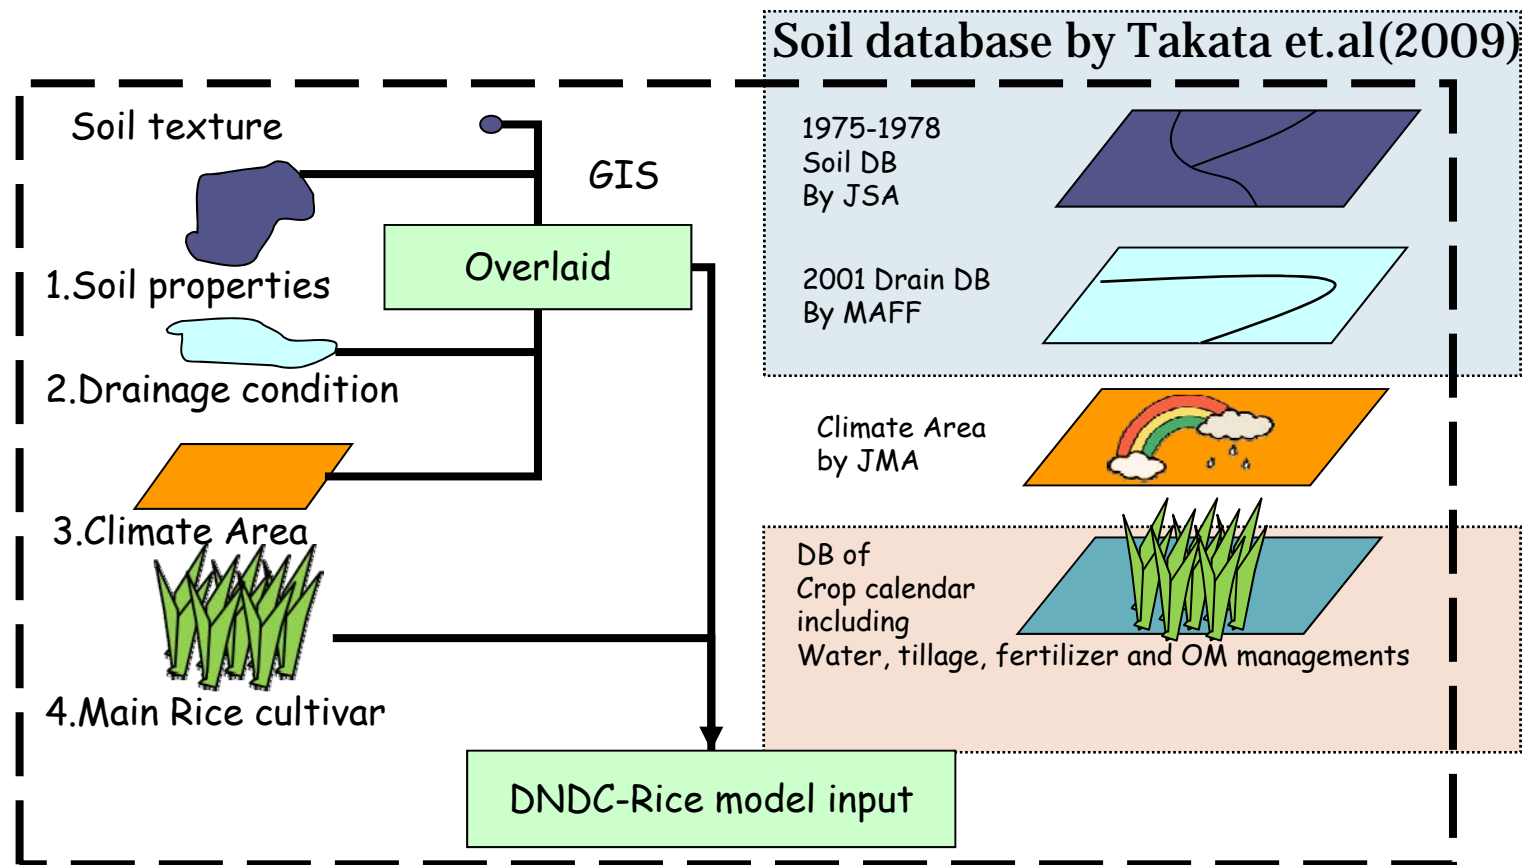 Soil database by Takata et.al(2009)
Soil texture
GIS
Overlaid
1.Soil properties
2.Drainage condition
3.Climate Area
4.Main Rice cultivar
1975-1978
Soil DB
By JSA
2001 Drain DB
By MAFF
Climate Area
by JMA
DB of
Crop calendar
including
Water, tillage, fertilizer and OM managements
DNDC-Rice model input